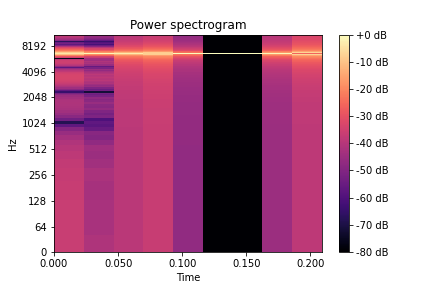 Power spectrogram
Hz
8192
4096
2048
1024
512
256
128
64
0
0.000
0.050
0.100
0.150
0.200
Time
+0 dB
-10 dB
-20 dB
-30 dB
-40 dB
-50 dB
-60 dB
-70 dB
-80 dB